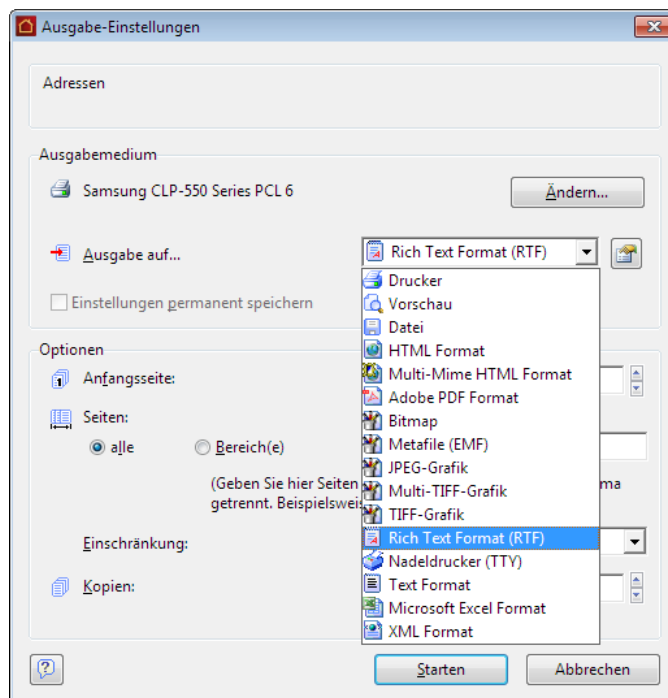 Ausgabe-Einstellungen
Adressen
Ausgabemedium
Samsung CLP-550 Series PCL 6
Ändern...
Ausgabe auf...
Rich Text Format (RTF)
Einstellungen permanent speichern
Drucker
Vorschau
Datei
HTML Format
Multi-Mime HTML Format
Adobe PDF Format
Bitmap
Metafile (EMF)
JPEG-Grafik
Multi-TIFF-Grafik
TIFF-Grafik
Rich Text Format (RTF)
Nadeldrucker (TTY)
Text Format
Microsoft Excel Format
XML Format
Optionen
Anfangsseite:
Seiten:
alle
Bereich(e)
(Geben Sie hier Seiten
ma
getrennt.
Einschränkung:
Kopien:
Starten
Abbrechen